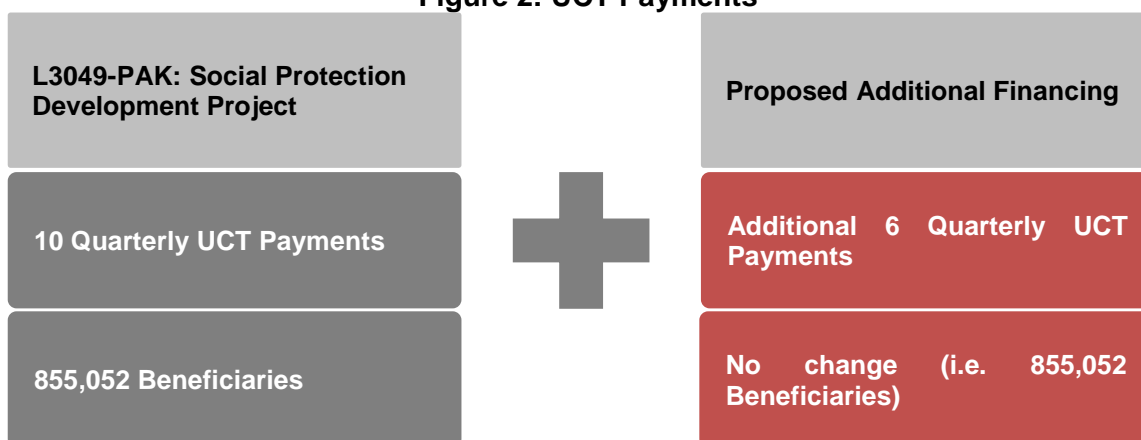 Figure 2: UCT Payments
L3049-PAK: Social Protection
Development Project
Proposed Additional Financing
10 Quarterly UCT Payments
Additional 6 Quarterly UCT
Payments
855,052 Beneficiaries
No change (i.e. 855,052
Beneficiaries)